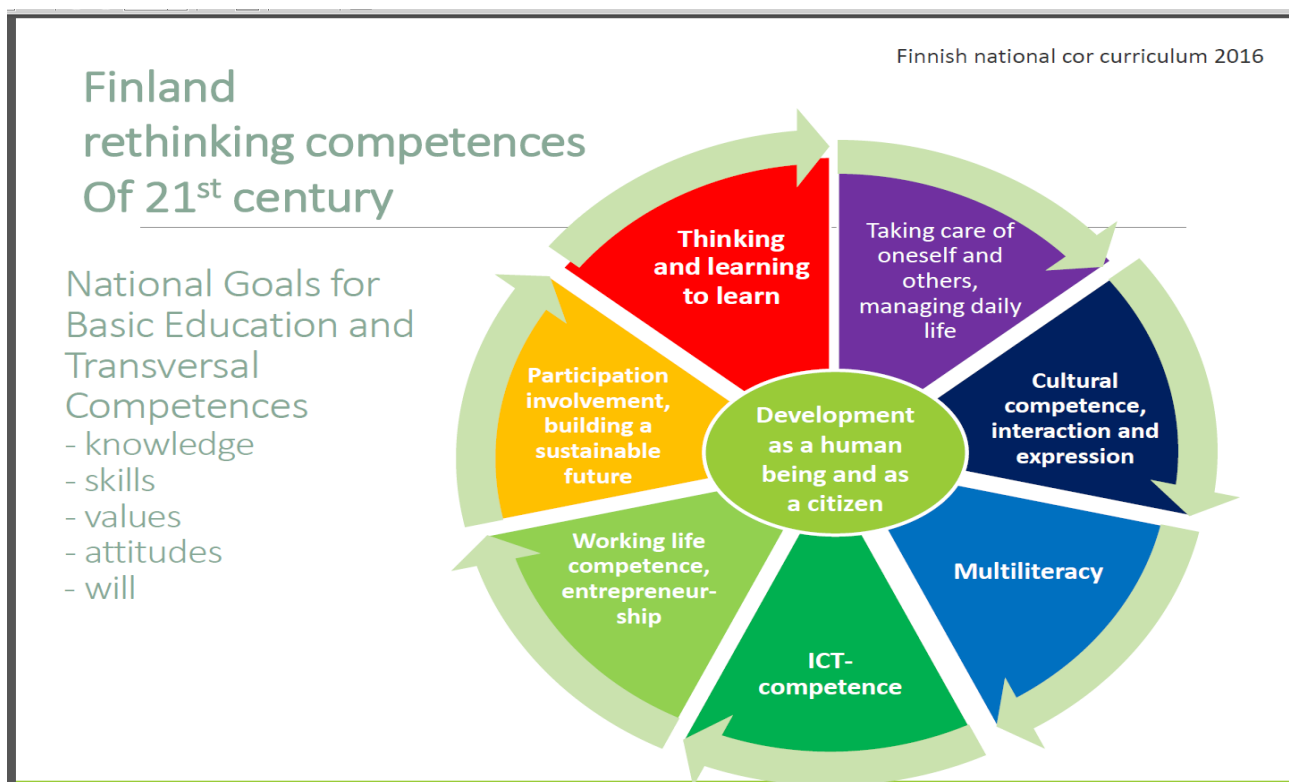 Finnish national cor curriculum 2016
Finland
rethinking competences
Of 21st century
National Goals for
Basic Education and
Transversal
Competences
- knowledge
- skills
- values
- attitudes
- will
Thinking
and learning
to learn
Taking care of
oneself and
others,
managing daily
life
Cultural
competence,
interaction and
expression
Multiliteracy
ICT-
competence
Working life
competence,
entrepreneur-
ship
Participation
involvement,
building a
sustainable
future
Development
as a human
being and as
a citizen